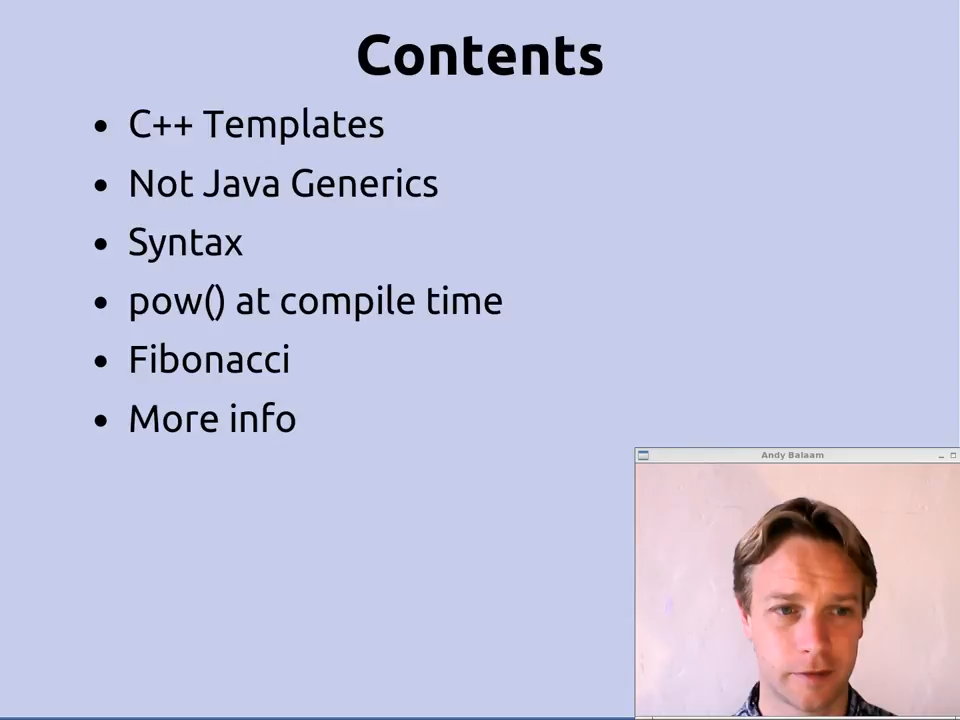 Contents
• C++ Templates
• Not Java Generics
• Syntax
• pow() at compile time
• Fibonacci
• More info
Andy Balaam